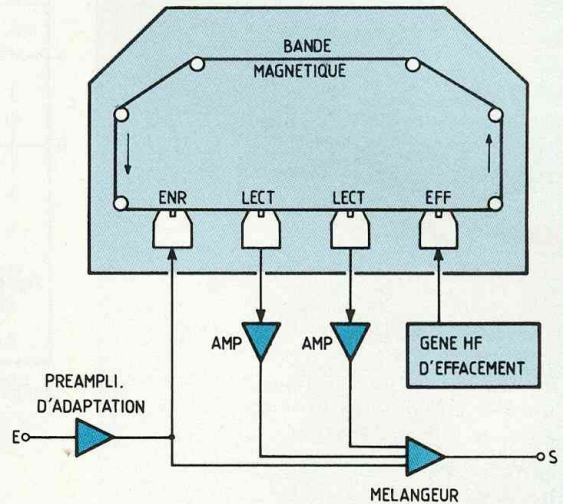 BANDE
MAGNETIQUE
ENR
LECT
LECT
EFF
AMP
AMP
GENE HF
D'EFFACEMENT
PREAMPLI.
D'ADAPTATION
E
S
MELANGEUR